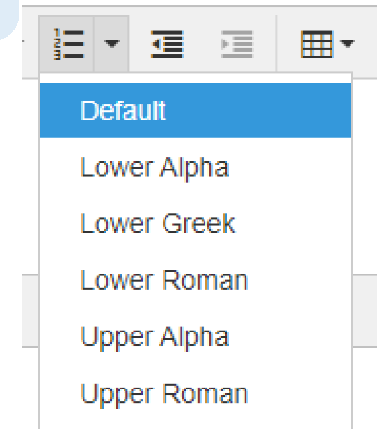 Default
Lower Alpha
Lower Greek
Lower Roman
Upper Alpha
Upper Roman